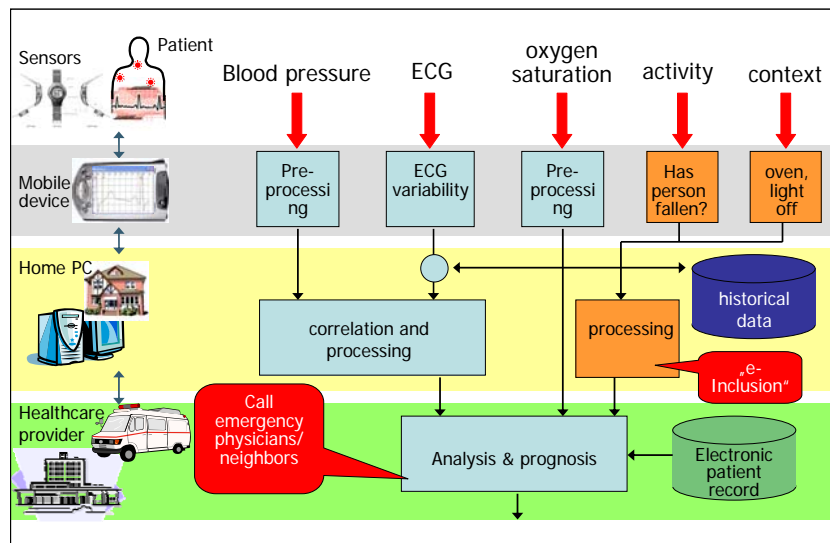 Sensors
Patient
Blood pressure
ECG
oxygen
saturation
activity
context
Mobile
device
Pre-
processi
ng
ECG
variability
Pre-
processi
ng
Has
person
fallen?
oven,
light
off
Home PC
historical
data
correlation and
processing
processing
„e-
Inclusion“
Healthcare
provider
Call
emergency
physicians/
neighbors
Analysis & prognosis
Electronic
patient
record